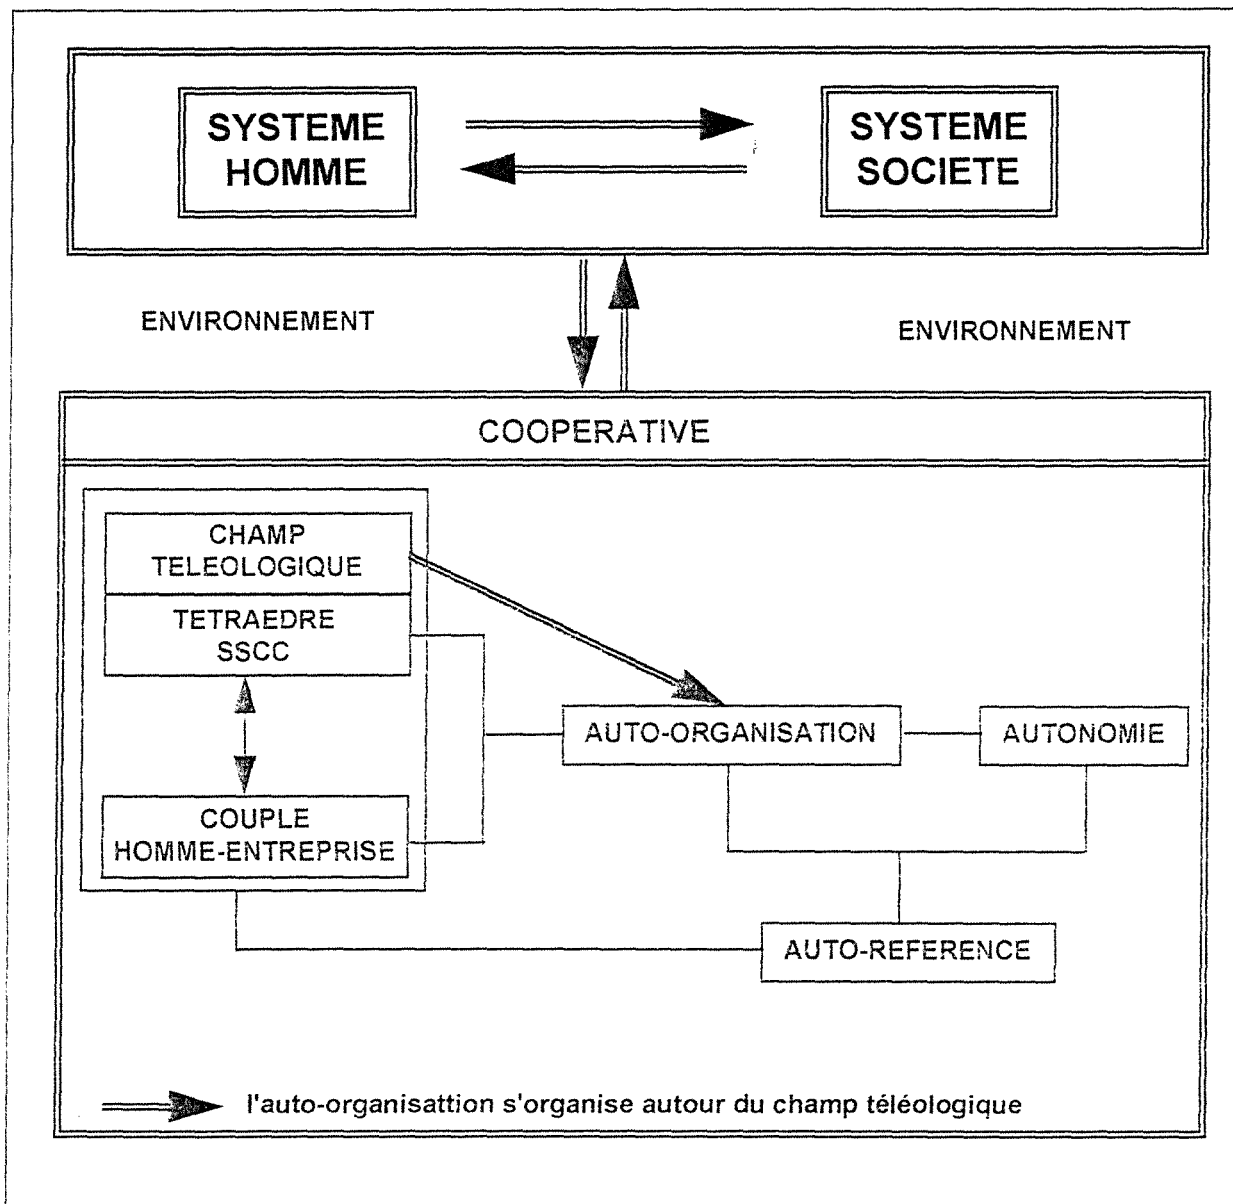 SYSTEME
HOMME
SYSTEME
SOCIETE
ENVIRONNEMENT
ENVIRONNEMENT
COOPERATIVE
CHAMP
TELEOLOGIQUE
TETRAEDRE
SSCC
AUTO-ORGANISATION
AUTONOMIE
COUPLE
HOMME-ENTREPRISE
AUTO-REFERENCE
l'auto-organisattion s'organise autour du champ téléologique